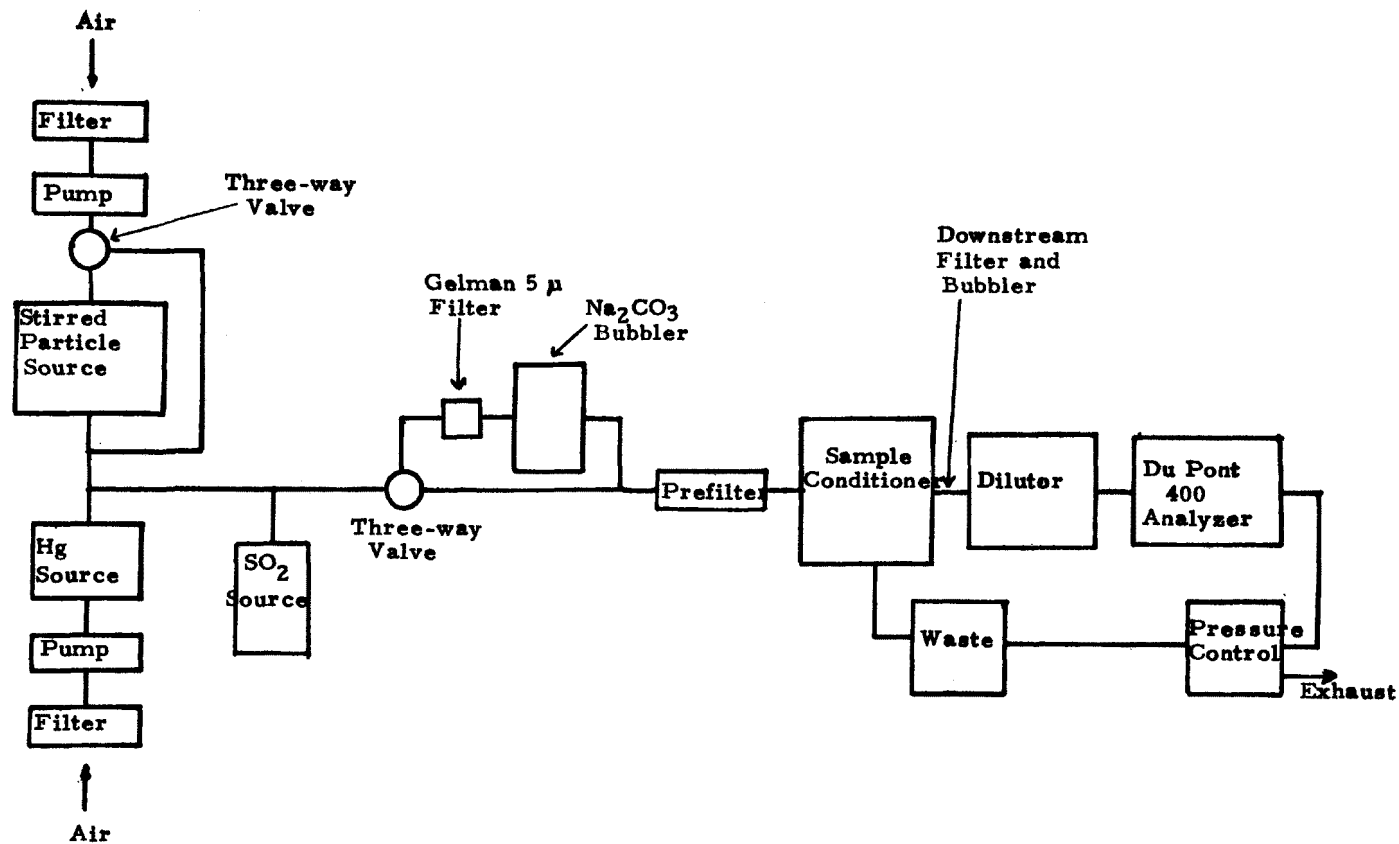 Air
Filter
Pump
Three-way
Valve
Stirred
Particle
Source
Gelman 5 μ
Filter
Na₂CO₃
Bubbler
Downstream
Filter and
Bubbler
Three-way
Valve
Prefilter
Sample
Conditioner
Diluter
Du Pont
400
Analyzer
Hg
Source
SO₂
Source
Pump
Filter
Air
Waste
Pressure
Control
Exhaust